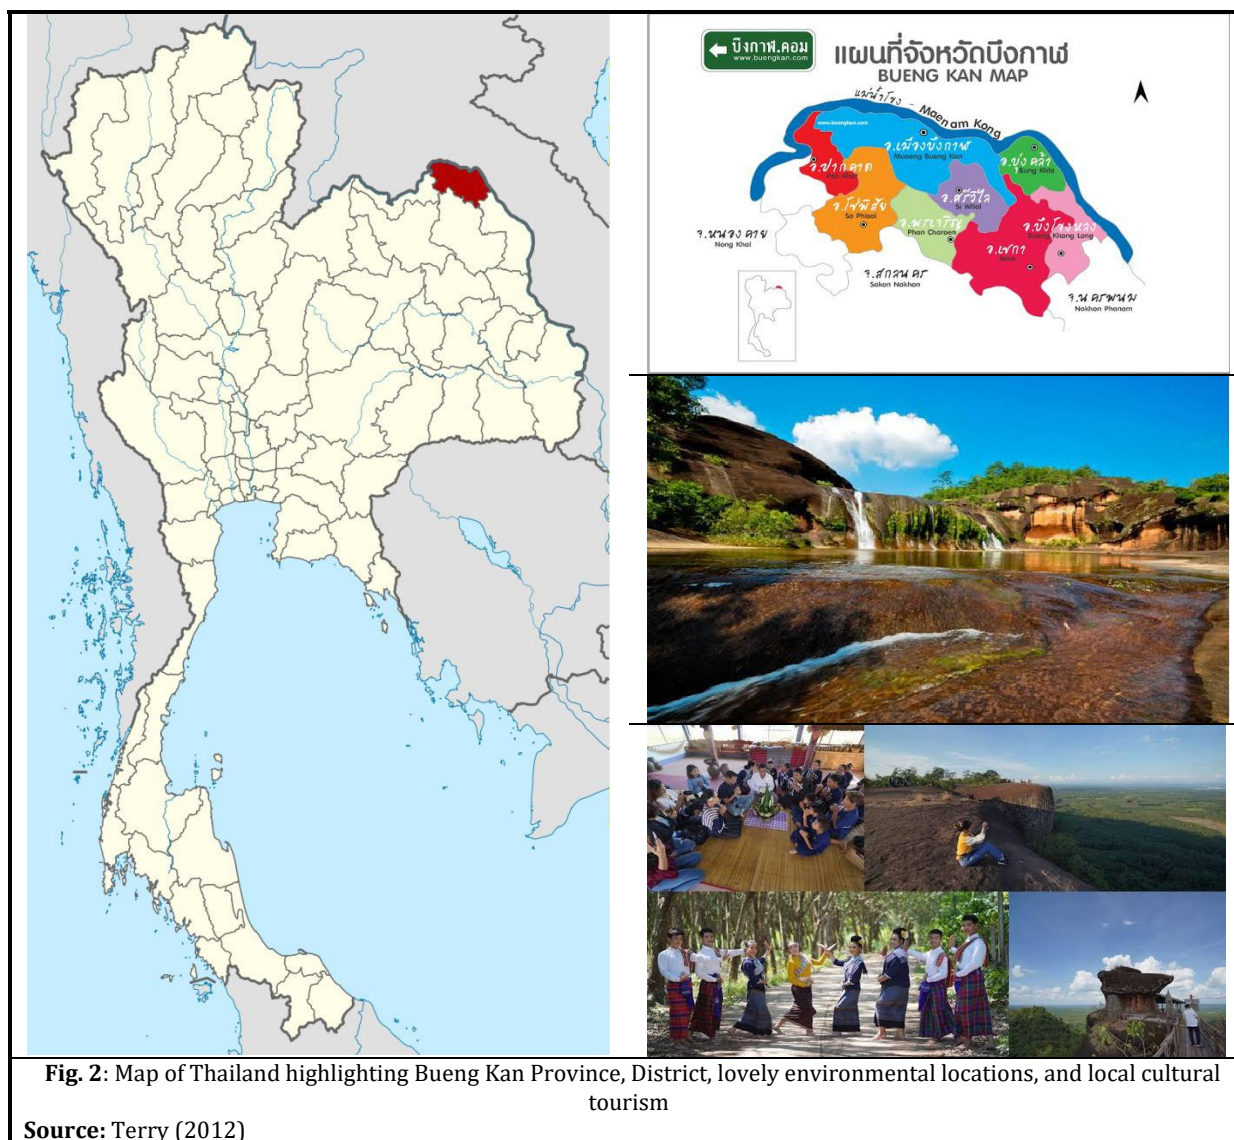 บึงกาฬ.คอม
www.buengkan.com
แผนที่จังหวัดบึงกาฬ
BUENG KAN MAP
แม่น้ำโขง - Maenam Kong
www.buengkan.com
อ.เมืองบึงกาฬ
Mueang Bueng Kan
อ.บุ่งคล้า
Bung Khla
อ.ปากคาด
Pak Khat
อ.ศรีวิไล
Si Wilai
อ.โซ่พิสัย
So Phisai
อ.พรเจริญ
Phon Charoen
อ.บึงโขงหลง
Bueng Khong Long
อ.เซกา
Seka
จ.หนองคาย
Nong Khai
จ.สกลนคร
Sakon Nakhon
จ.นครพนม
Nakhon Phanom
Fig. 2: Map of Thailand highlighting Bueng Kan Province, District, lovely environmental locations, and local cultural
tourism
Source: Terry (2012)